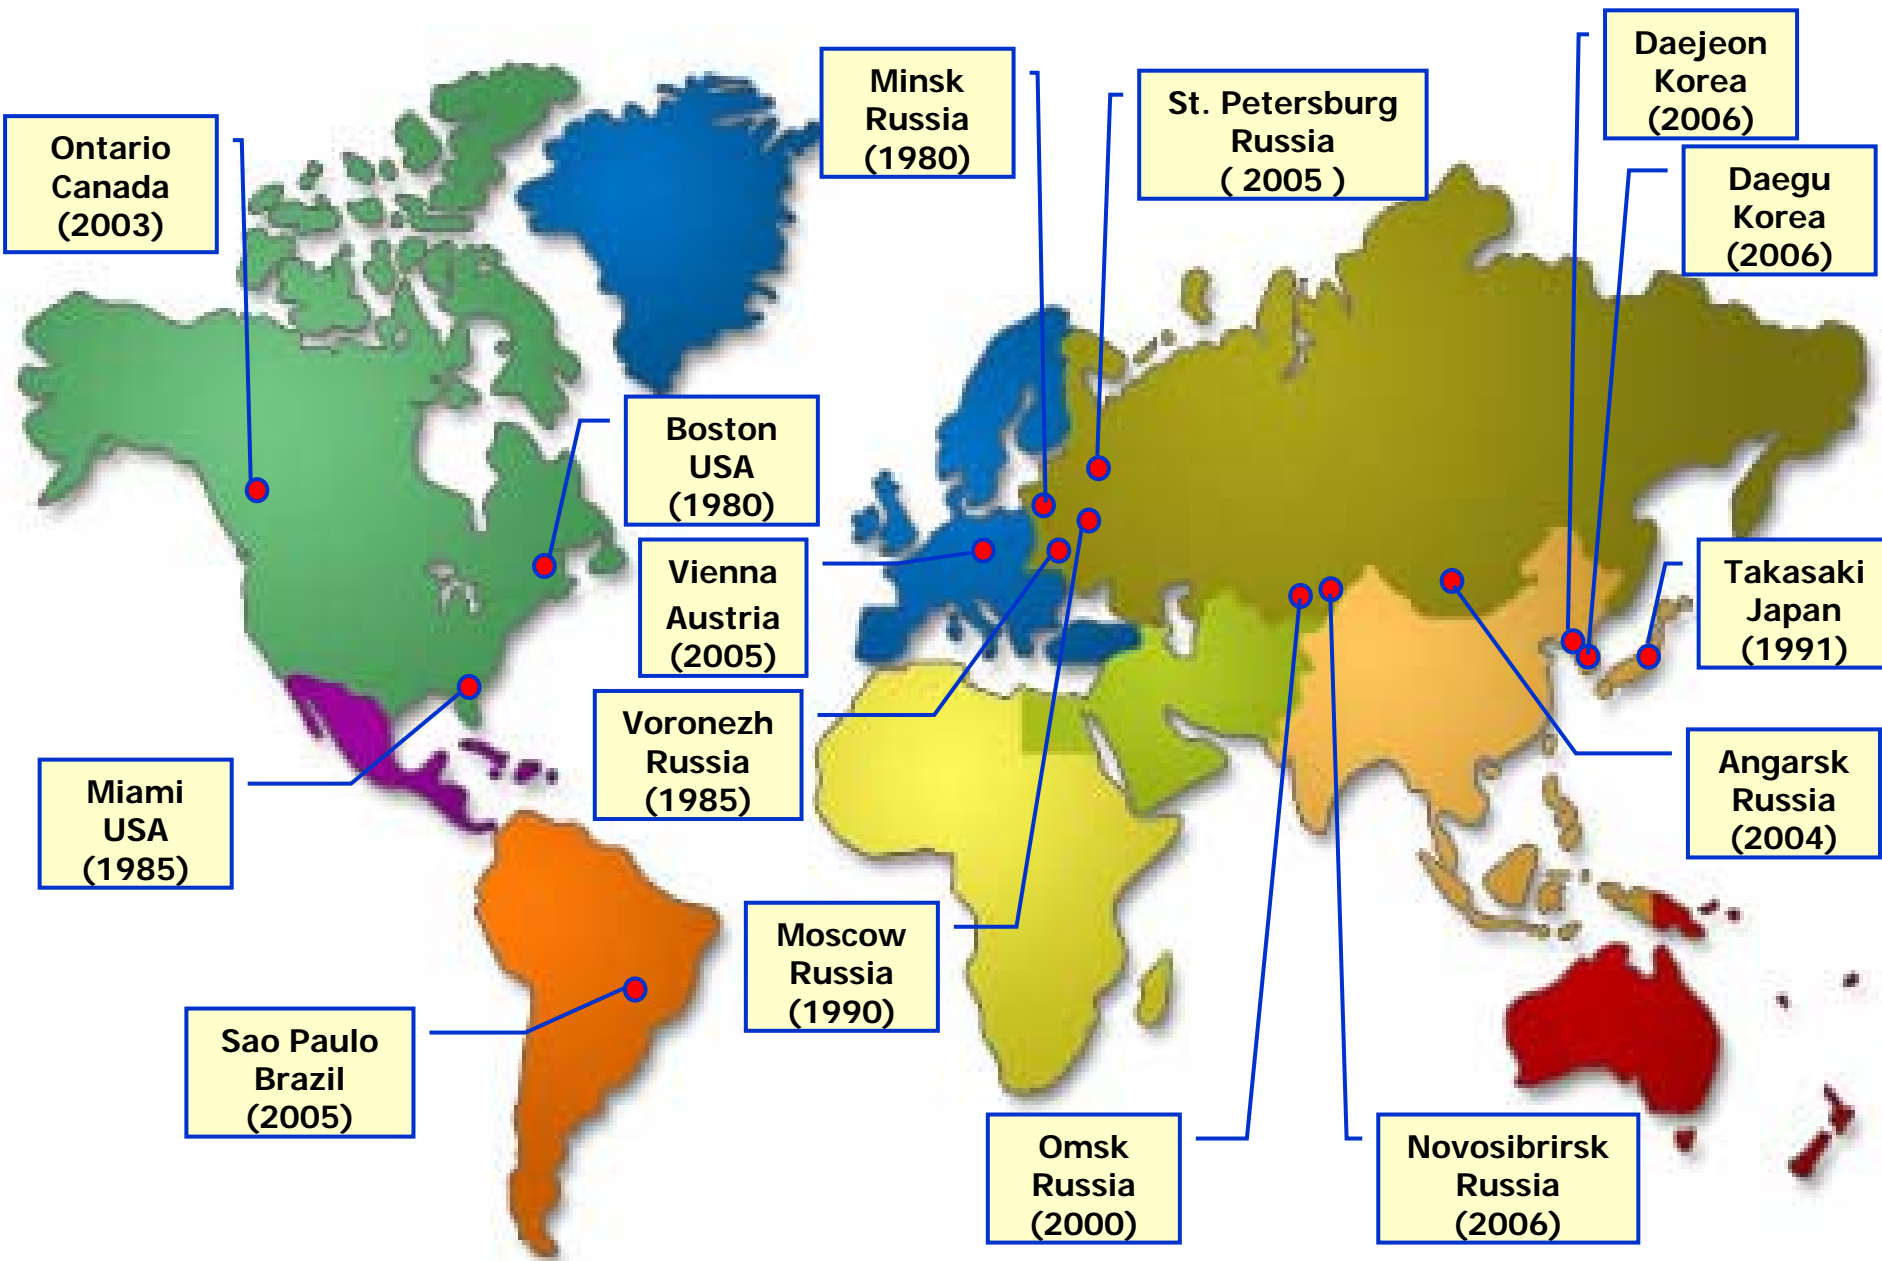 Daejeon
Korea
(2006)
Minsk
Russia
(1980)
St. Petersburg
Russia
( 2005 )
Ontario
Canada
(2003)
Daegu
Korea
(2006)
Boston
USA
(1980)
Vienna
Austria
(2005)
Takasaki
Japan
(1991)
Voronezh
Russia
(1985)
Miami
USA
(1985)
Angarsk
Russia
(2004)
Moscow
Russia
(1990)
Sao Paulo
Brazil
(2005)
Omsk
Russia
(2000)
Novosibrirsk
Russia
(2006)